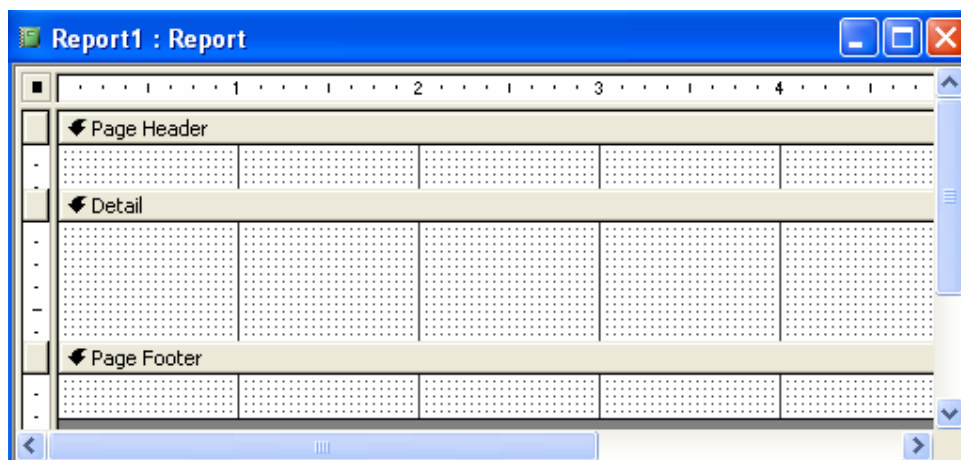 Report1 : Report
1 2 3 4
Page Header
Detail
Page Footer